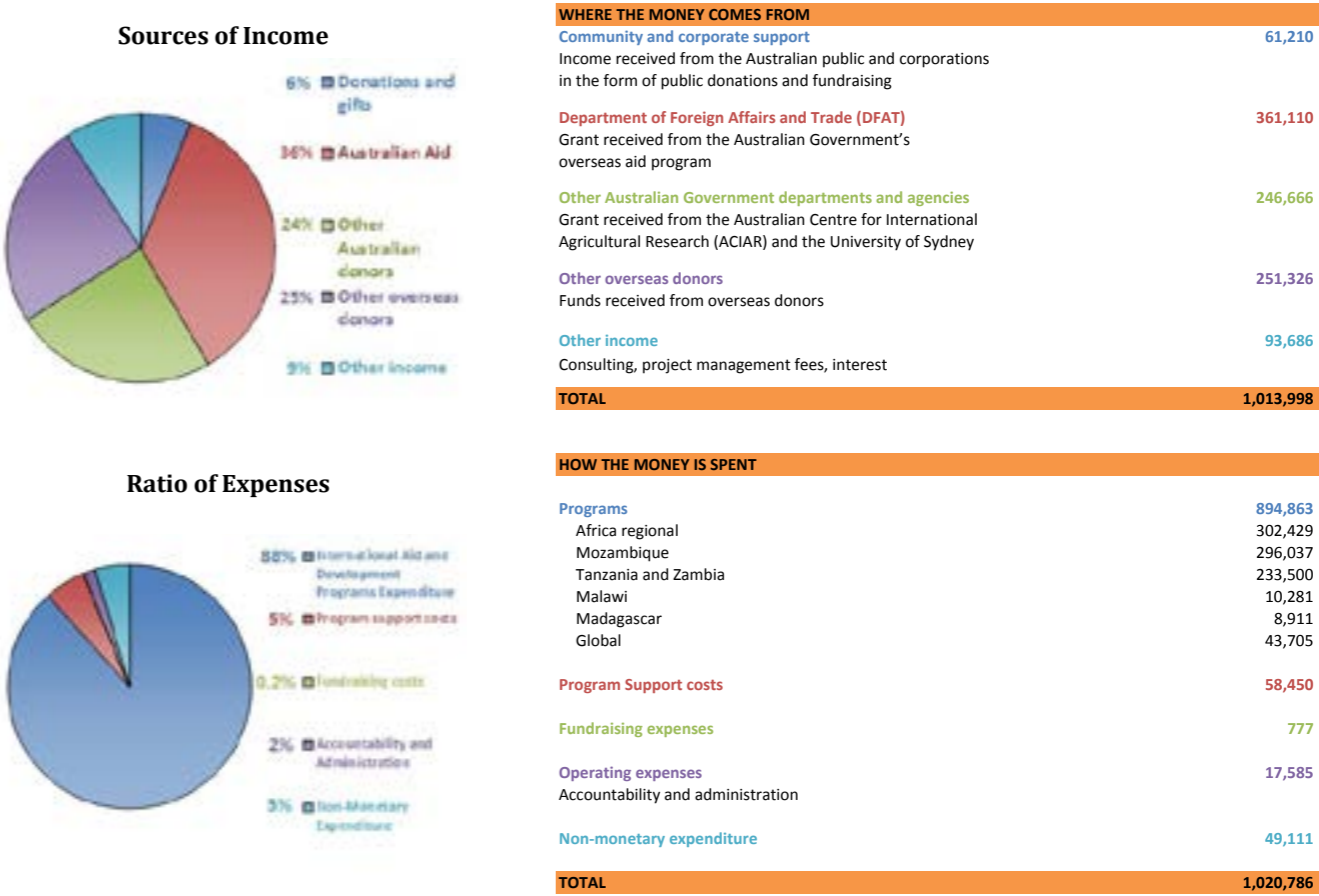 Sources of Income
6% Donations and
gifts
36% Australian Aid
24% Other
Australian
donors
25% Other overseas
donors
9% Other income
WHERE THE MONEY COMES FROM
Community and corporate support 61,210
Income received from the Australian public and corporations
in the form of public donations and fundraising
Department of Foreign Affairs and Trade (DFAT) 361,110
Grant received from the Australian Government's
overseas aid program
Other Australian Government departments and agencies 246,666
Grant received from the Australian Centre for International
Agricultural Research (ACIAR) and the University of Sydney
Other overseas donors 251,326
Funds received from overseas donors
Other income 93,686
Consulting, project management fees, interest
TOTAL 1,013,998
Ratio of Expenses
88% International Aid and
Development
Programs Expenditure
5% Program support costs
0.2% Fundraising costs
2% Accountability and
Administration
5% Non-Monetary
Expenditure
HOW THE MONEY IS SPENT
Programs 894,863
Africa regional 302,429
Mozambique 296,037
Tanzania and Zambia 233,500
Malawi 10,281
Madagascar 8,911
Global 43,705
Program Support costs 58,450
Fundraising expenses 777
Operating expenses 17,585
Accountability and administration
Non-monetary expenditure 49,111
TOTAL 1,020,786